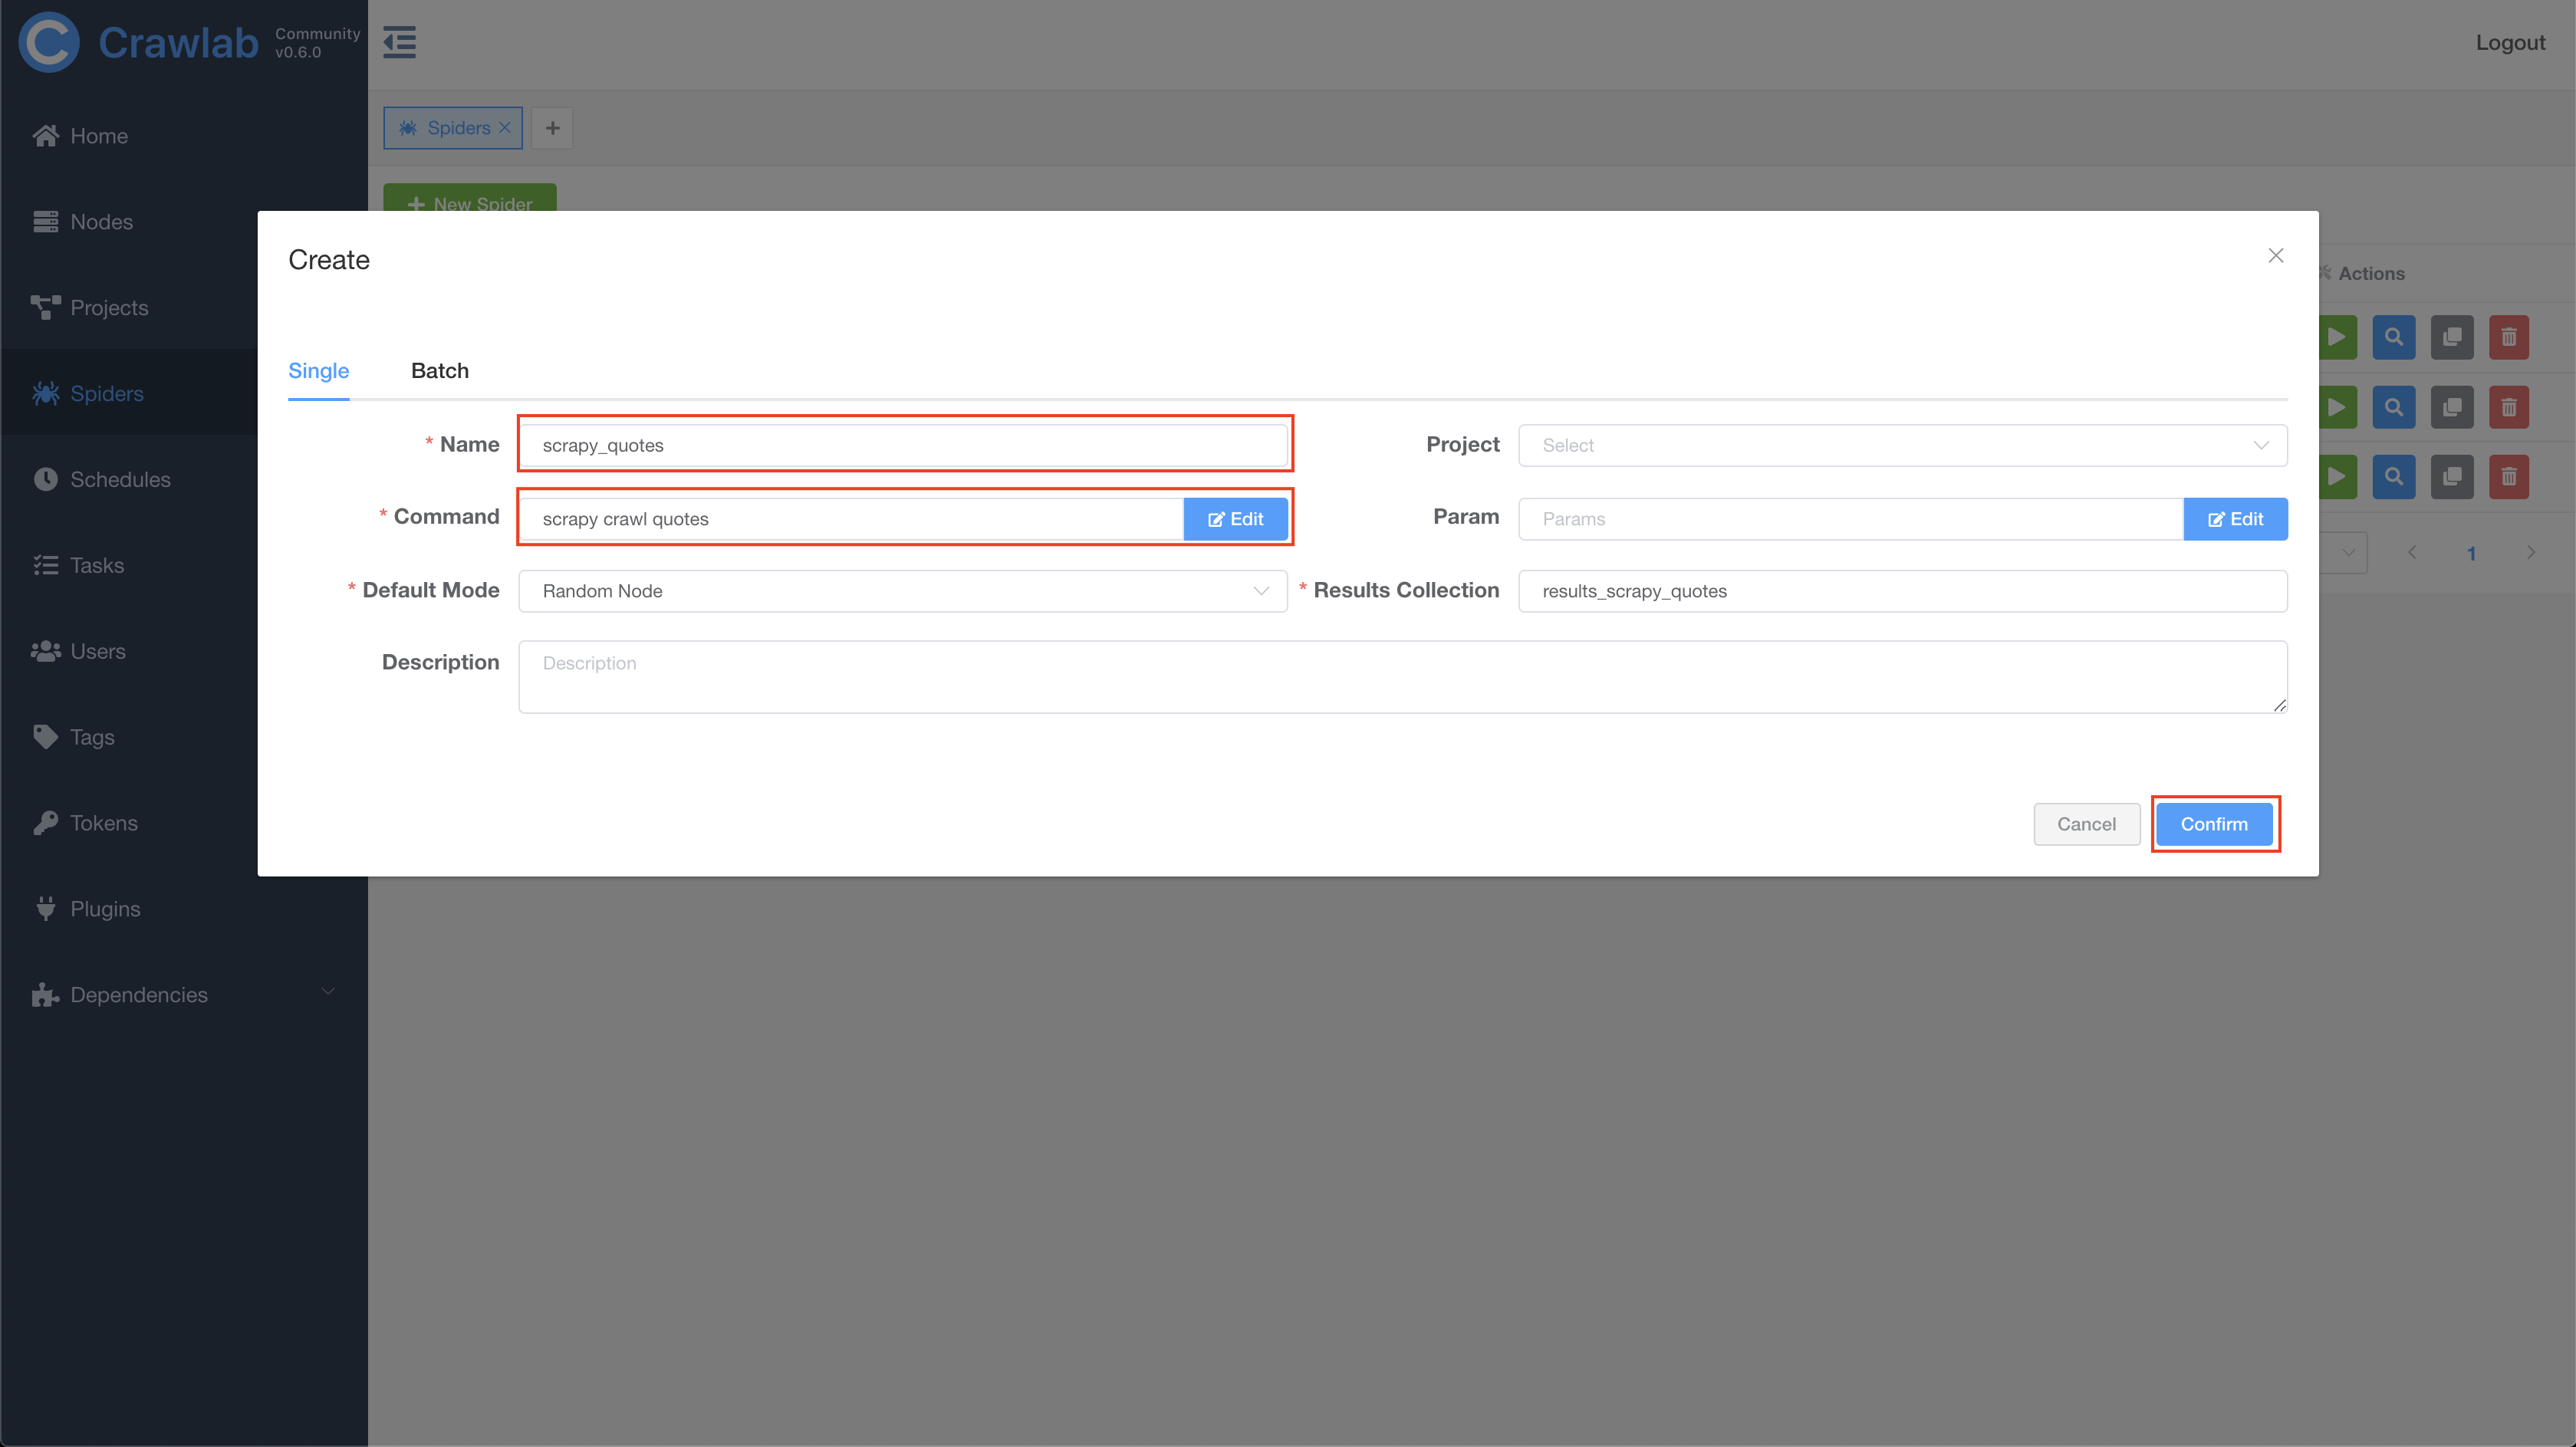 Crawlab
Community
v0.6.0
Logout
Home
Nodes
Projects
Spiders
Schedules
Tasks
Users
Tags
Tokens
Plugins
Dependencies
Spiders
New Spider
Actions
1
Create
Single
Batch
* Name
scrapy_quotes
Project
Select
* Command
scrapy crawl quotes
Edit
Param
Params
Edit
* Default Mode
Random Node
* Results Collection
results_scrapy_quotes
Description
Description
Cancel
Confirm